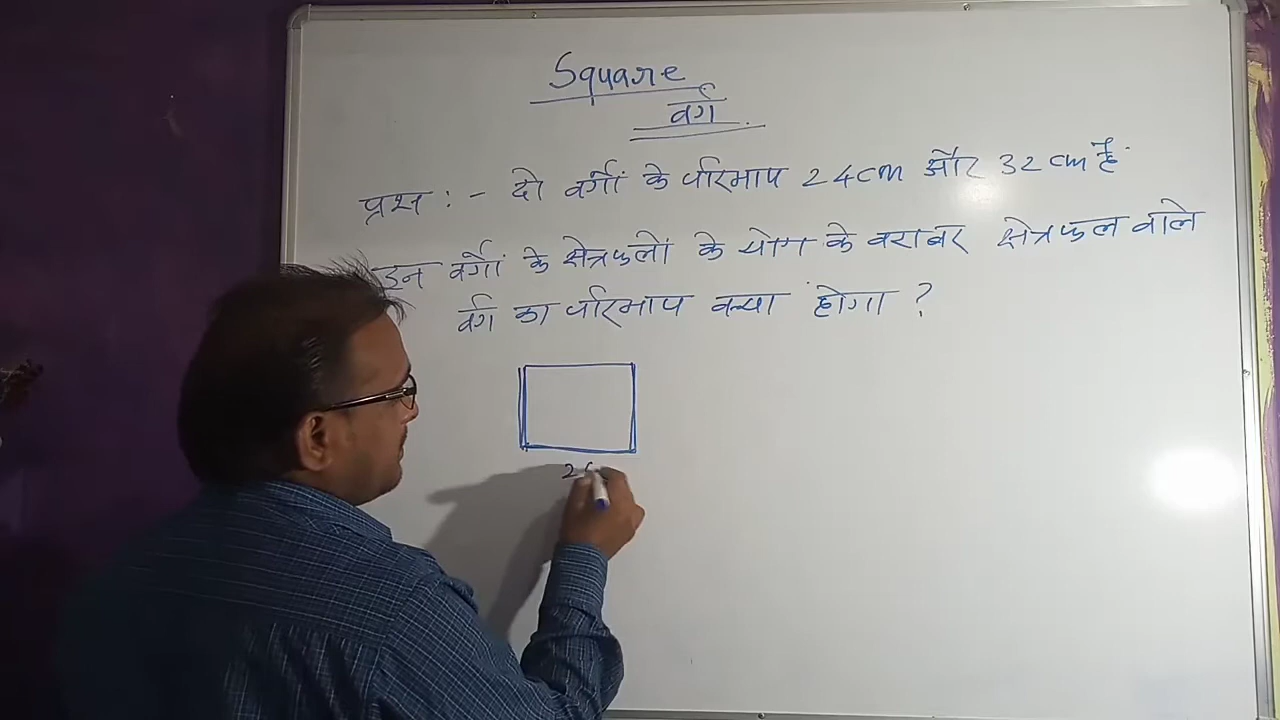 Square
वर्ग
प्रश्न :- दो वर्गों के परिमाप 24cm और 32cm है.
इन वर्गों के क्षेत्रफलों के योग के बराबर क्षेत्रफल वाले
वर्ग का परिमाप क्या होगा ?